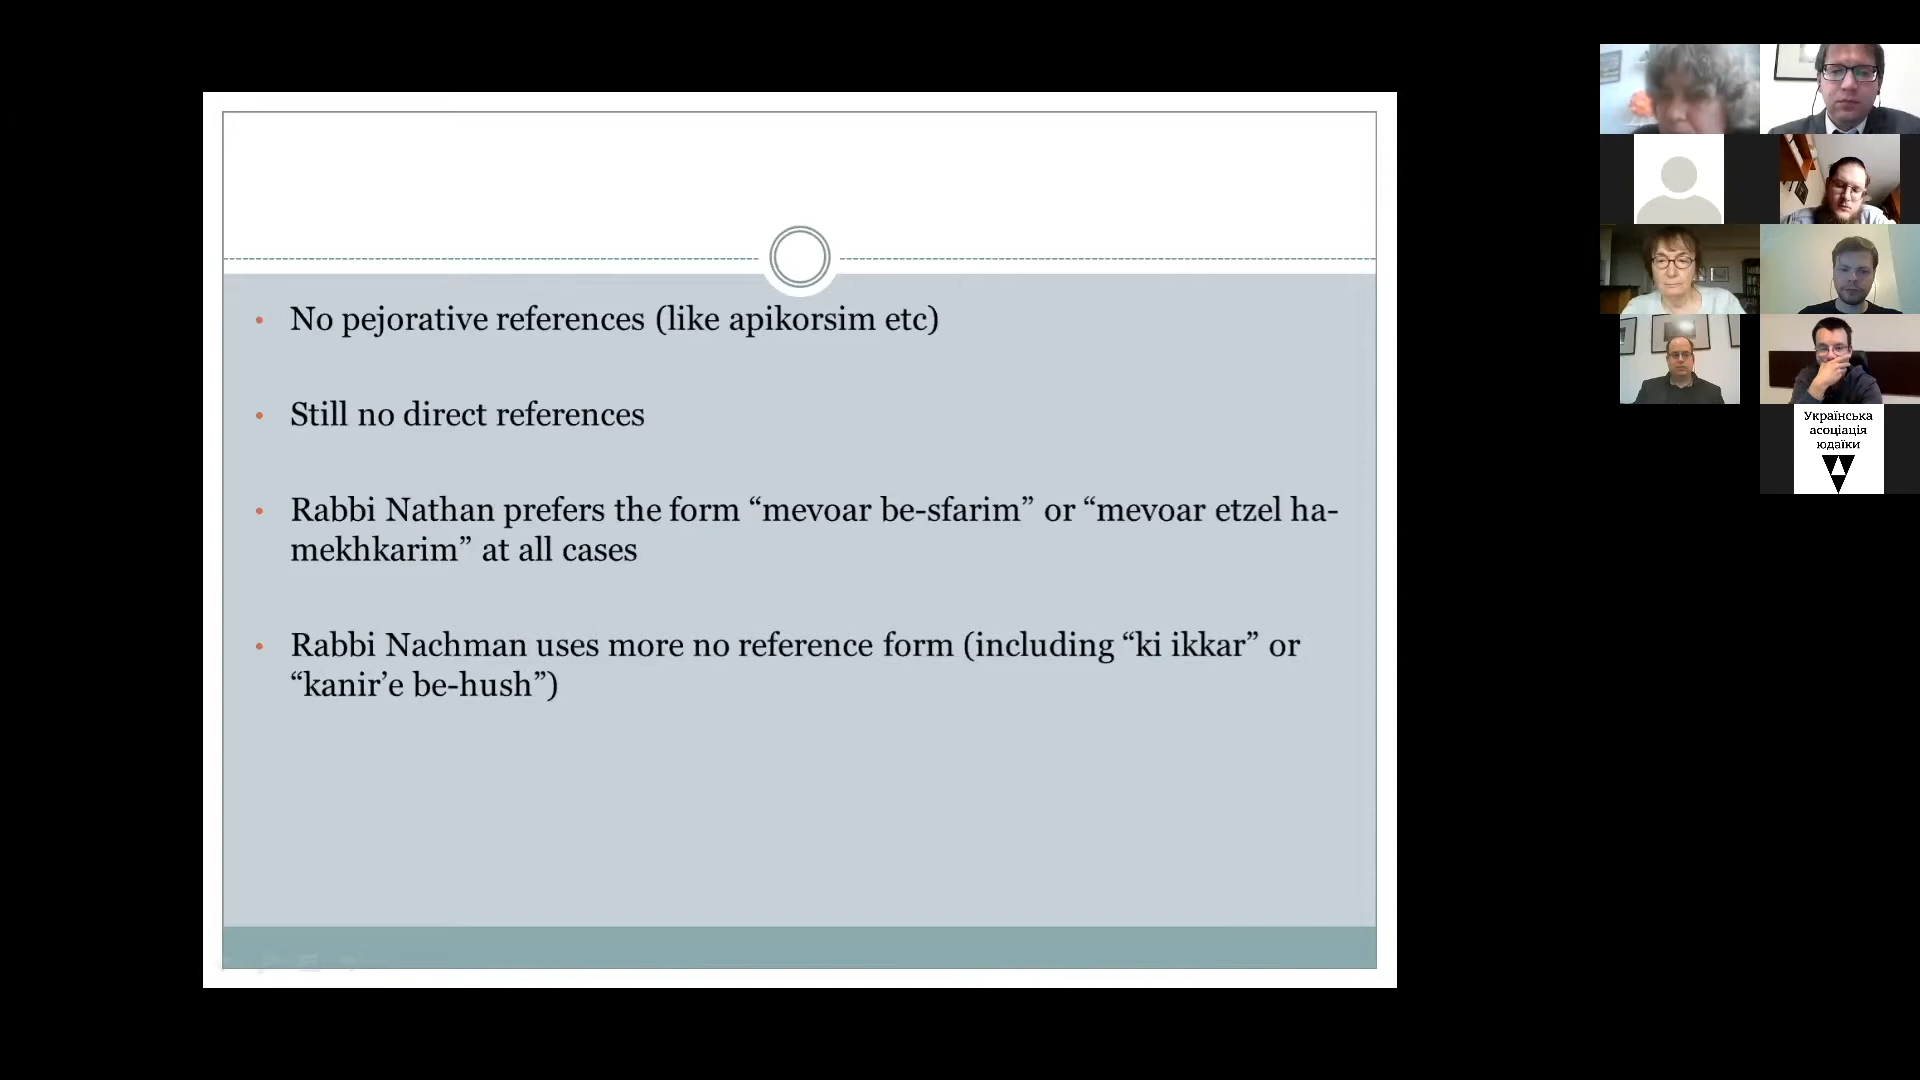 No pejorative references (like apikorsim etc)
Still no direct references
Rabbi Nathan prefers the form “mevoar be-sfarim” or “mevoar etzel ha-
mekhkarim” at all cases
Rabbi Nachman uses more no reference form (including “ki ikkar” or
“kanir’e be-hush”)
Українська
асоціація
юдаїки